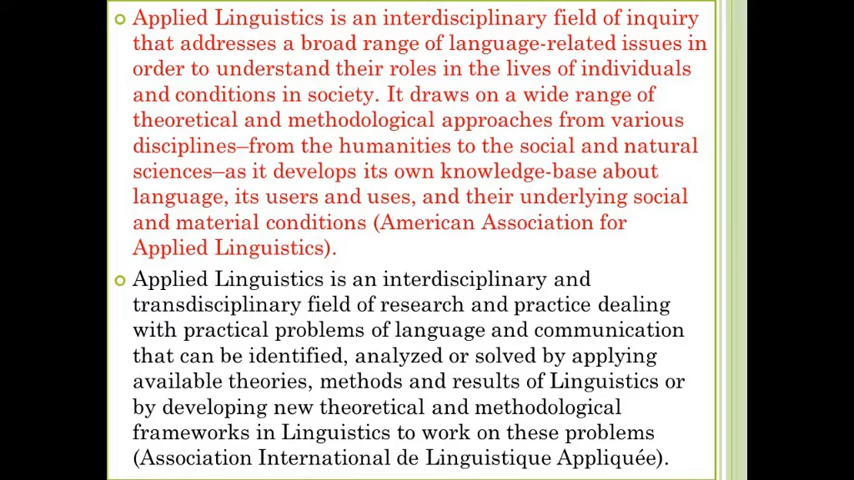 Applied Linguistics is an interdisciplinary field of inquiry
that addresses a broad range of language-related issues in
order to understand their roles in the lives of individuals
and conditions in society. It draws on a wide range of
theoretical and methodological approaches from various
disciplines–from the humanities to the social and natural
sciences–as it develops its own knowledge-base about
language, its users and uses, and their underlying social
and material conditions (American Association for
Applied Linguistics).
Applied Linguistics is an interdisciplinary and
transdisciplinary field of research and practice dealing
with practical problems of language and communication
that can be identified, analyzed or solved by applying
available theories, methods and results of Linguistics or
by developing new theoretical and methodological
frameworks in Linguistics to work on these problems
(Association International de Linguistique Appliquée).